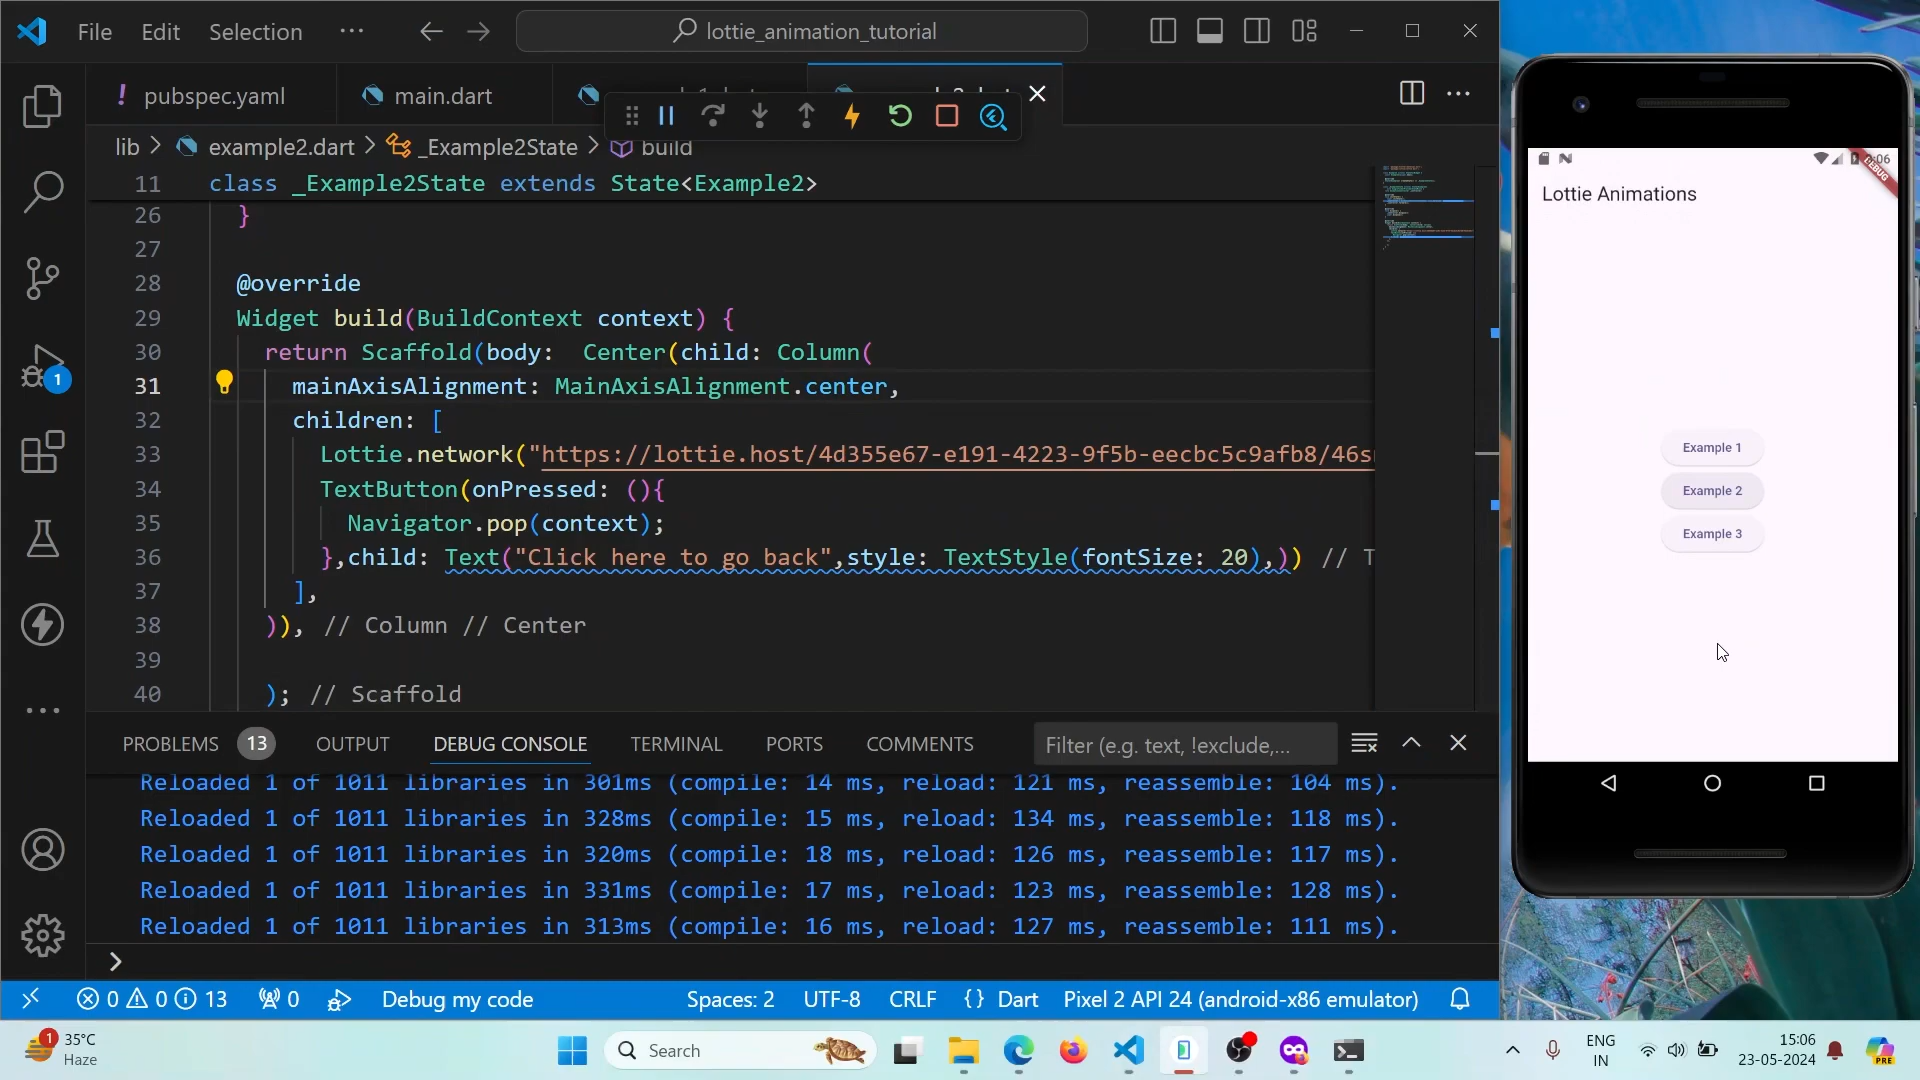 File Edit Selection ···
lottie_animation_tutorial
! pubspec.yaml
main.dart
lib > example2.dart > _Example2State > build
11 class _Example2State extends State<Example2>
26 }
27
28 @override
29 Widget build(BuildContext context) {
30 return Scaffold(body:  Center(child: Column(
31 mainAxisAlignment: MainAxisAlignment.center,
32 children: [
33 Lottie.network("https://lottie.host/4d355e67-e191-4223-9f5b-eecbc5c9afb8/46s
34 TextButton(onPressed: (){
35 Navigator.pop(context);
36 },child: Text("Click here to go back",style: TextStyle(fontSize: 20),)) // T
37 ],
38 )), // Column // Center
39
40 ); // Scaffold
1
PROBLEMS 13 OUTPUT DEBUG CONSOLE TERMINAL PORTS COMMENTS Filter (e.g. text, !exclude,...
Reloaded 1 of 1011 libraries in 301ms (compile: 14 ms, reload: 121 ms, reassemble: 104 ms).
Reloaded 1 of 1011 libraries in 328ms (compile: 15 ms, reload: 134 ms, reassemble: 118 ms).
Reloaded 1 of 1011 libraries in 320ms (compile: 18 ms, reload: 126 ms, reassemble: 117 ms).
Reloaded 1 of 1011 libraries in 331ms (compile: 17 ms, reload: 123 ms, reassemble: 128 ms).
Reloaded 1 of 1011 libraries in 313ms (compile: 16 ms, reload: 127 ms, reassemble: 111 ms).
0 0 13 0 Debug my code Spaces: 2 UTF-8 CRLF {} Dart Pixel 2 API 24 (android-x86 emulator)
DEBUG
Lottie Animations
Example 1
Example 2
Example 3
1
35°C
Haze
Search
ENG
IN
15:06
23-05-2024
PRE